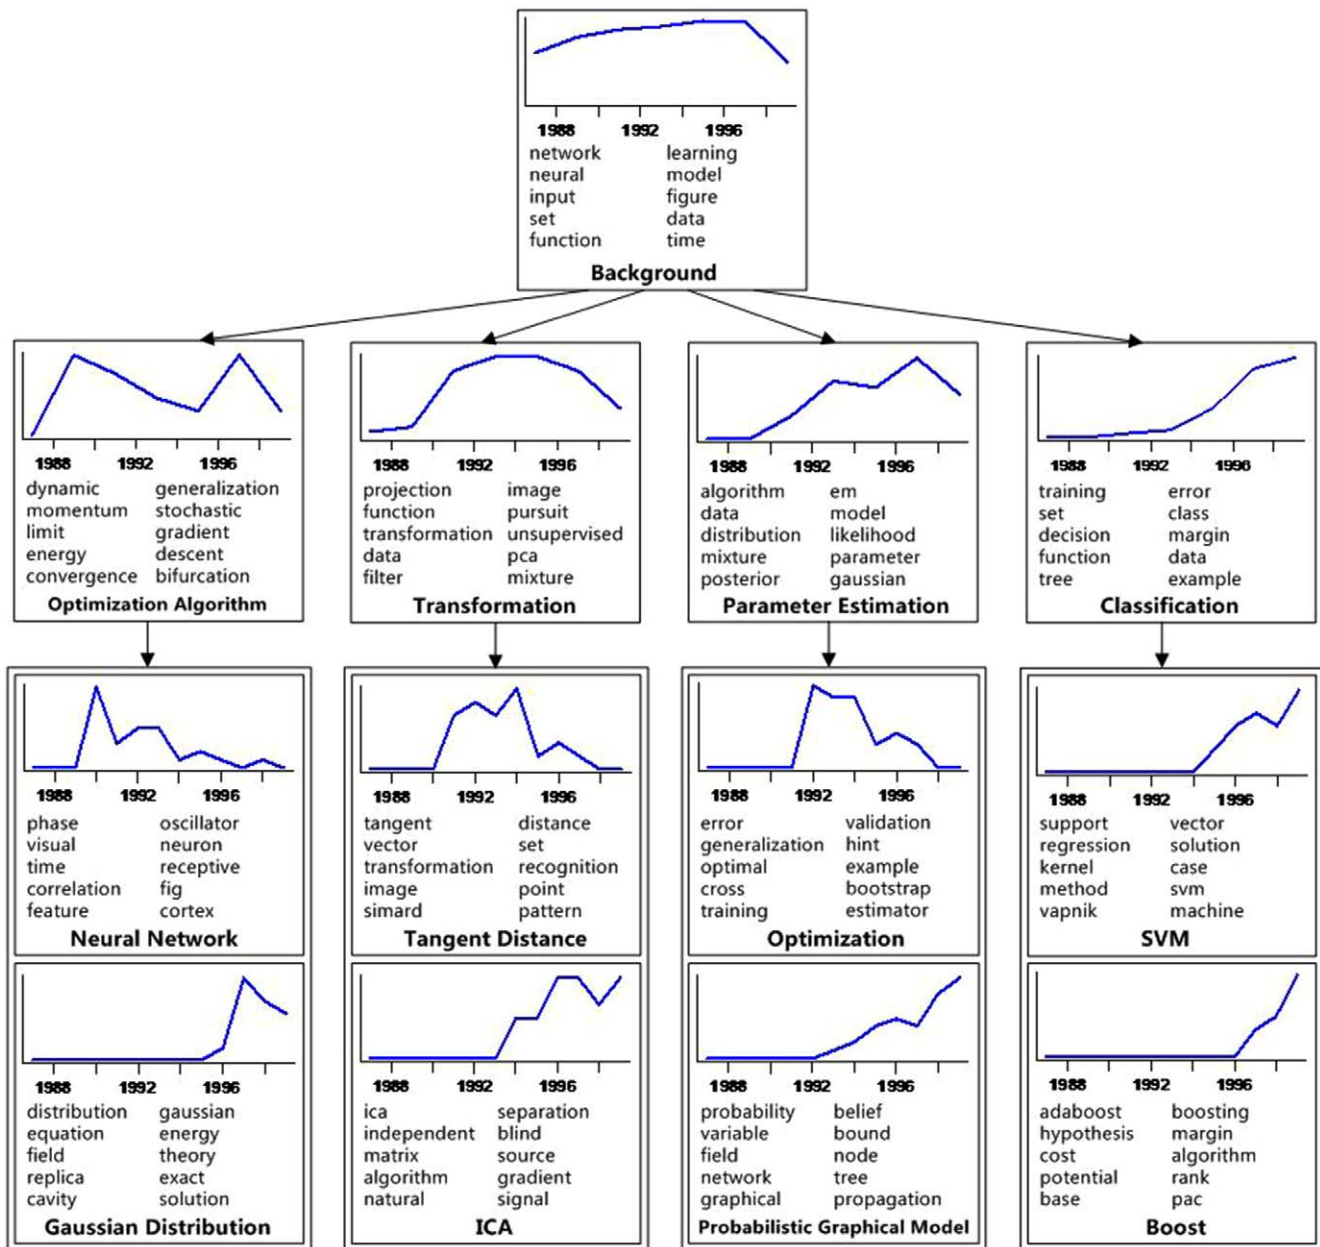 1988 1992 1996
network learning
neural model
input figure
set data
function time
Background
1988 1992 1996
dynamic generalization
momentum stochastic
limit gradient
energy descent
convergence bifurcation
Optimization Algorithm
1988 1992 1996
projection image
function pursuit
transformation unsupervised
data pca
filter mixture
Transformation
1988 1992 1996
algorithm em
data model
distribution likelihood
mixture parameter
posterior gaussian
Parameter Estimation
1988 1992 1996
training error
set class
decision margin
function data
tree example
Classification
1988 1992 1996
phase oscillator
visual neuron
time receptive
correlation fig
feature cortex
Neural Network
1988 1992 1996
tangent distance
vector set
transformation recognition
image point
simard pattern
Tangent Distance
1988 1992 1996
error validation
generalization hint
optimal example
cross bootstrap
training estimator
Optimization
1988 1992 1996
support vector
regression solution
kernel case
method svm
vapnik machine
SVM
1988 1992 1996
distribution gaussian
equation energy
field theory
replica exact
cavity solution
Gaussian Distribution
1988 1992 1996
ica separation
independent blind
matrix source
algorithm gradient
natural signal
ICA
1988 1992 1996
probability belief
variable bound
field node
network tree
graphical propagation
Probabilistic Graphical Model
1988 1992 1996
adaboost boosting
hypothesis margin
cost algorithm
potential rank
base pac
Boost